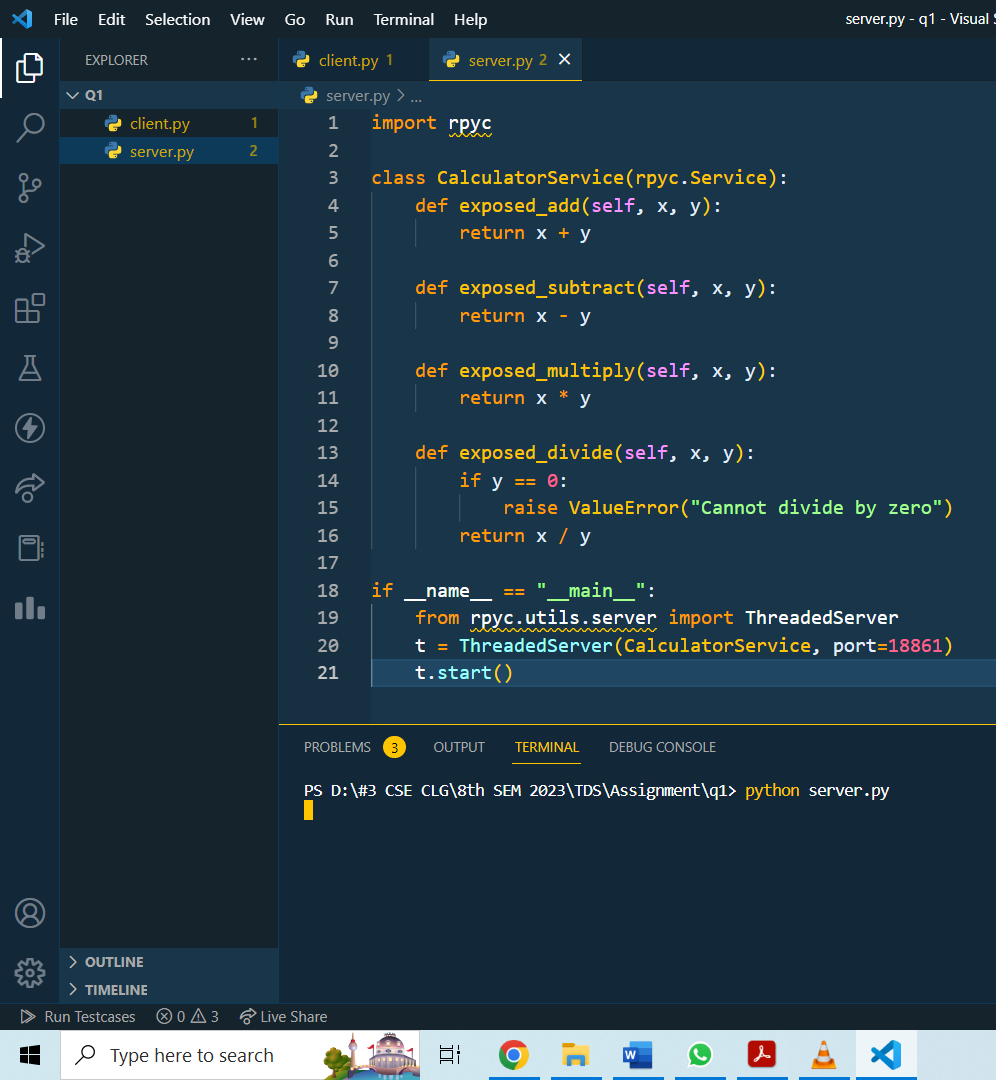 File Edit Selection View Go Run Terminal Help server.py - q1 - Visual S
EXPLORER ...
client.py 1 server.py 2
Q1
client.py 1
server.py 2
server.py > ...
1 import rpyc
2
3 class CalculatorService(rpyc.Service):
4 def exposed_add(self, x, y):
5 return x + y
6
7 def exposed_subtract(self, x, y):
8 return x - y
9
10 def exposed_multiply(self, x, y):
11 return x * y
12
13 def exposed_divide(self, x, y):
14 if y == 0:
15 raise ValueError("Cannot divide by zero")
16 return x / y
17
18 if __name__ == "__main__":
19 from rpyc.utils.server import ThreadedServer
20 t = ThreadedServer(CalculatorService, port=18861)
21 t.start()
PROBLEMS 3 OUTPUT TERMINAL DEBUG CONSOLE
PS D:\#3 CSE CLG\8th SEM 2023\TDS\Assignment\q1> python server.py
OUTLINE
TIMELINE
Run Testcases 0 3 Live Share
Type here to search